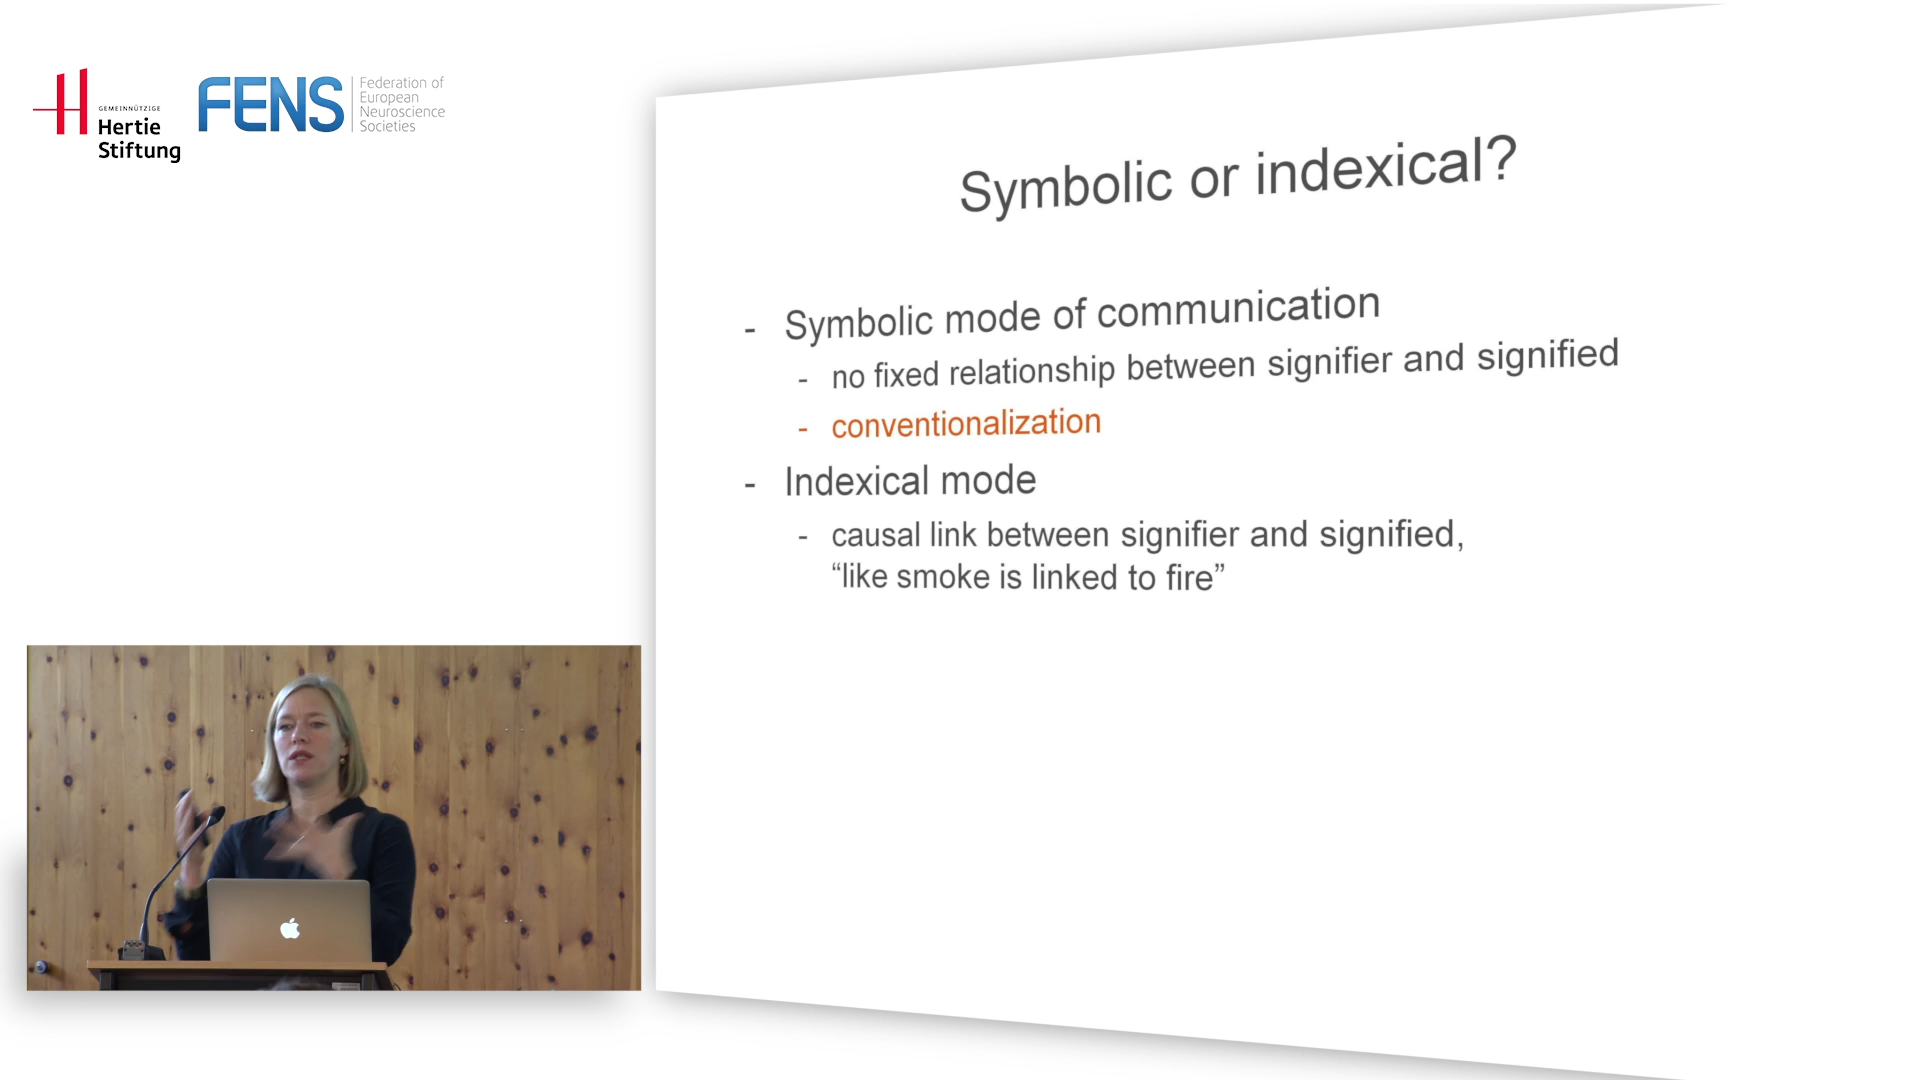 GEMEINNÜTZIGE
Hertie
Stiftung
FENS
Federation of
European
Neuroscience
Societies
Symbolic or indexical?
- Symbolic mode of communication
- no fixed relationship between signifier and signified
- conventionalization
- Indexical mode
- causal link between signifier and signified,
“like smoke is linked to fire”